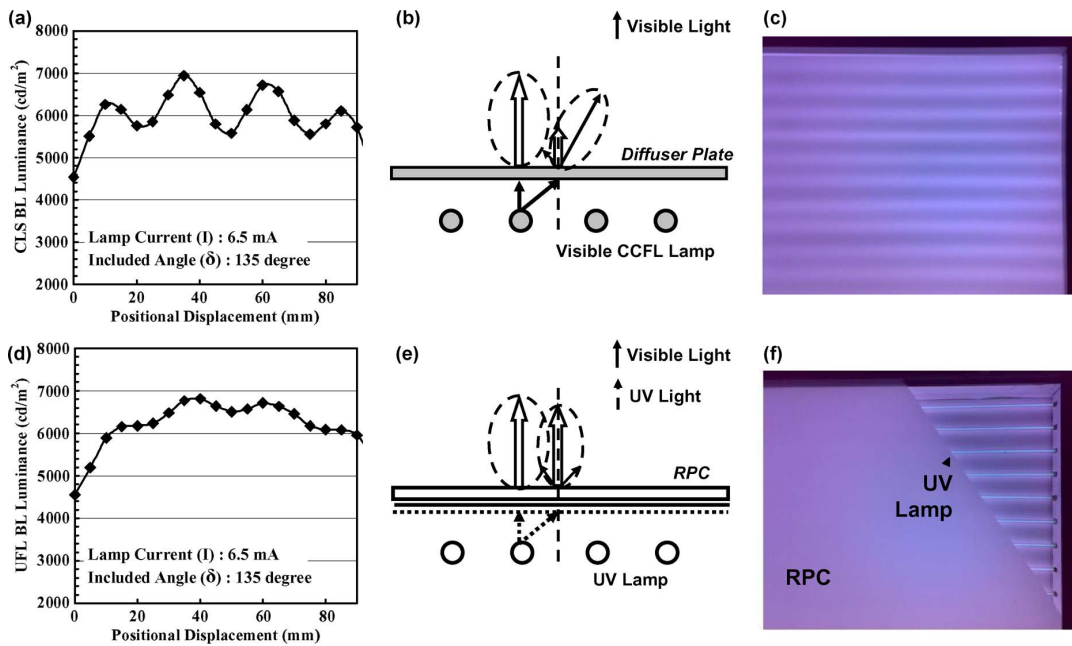 (a)
8000
7000
6000
5000
4000
3000
2000
CLS BL Luminance (cd/m²)
Lamp Current (I) : 6.5 mA
Included Angle (δ) : 135 degree
0 20 40 60 80
Positional Displacement (mm)
(b)
Visible Light
Diffuser Plate
Visible CCFL Lamp
(c)
(d)
8000
7000
6000
5000
4000
3000
2000
UFL BL Luminance (cd/m²)
Lamp Current (I) : 6.5 mA
Included Angle (δ) : 135 degree
0 20 40 60 80
Positional Displacement (mm)
(e)
Visible Light
UV Light
RPC
UV Lamp
(f)
UV
Lamp
RPC